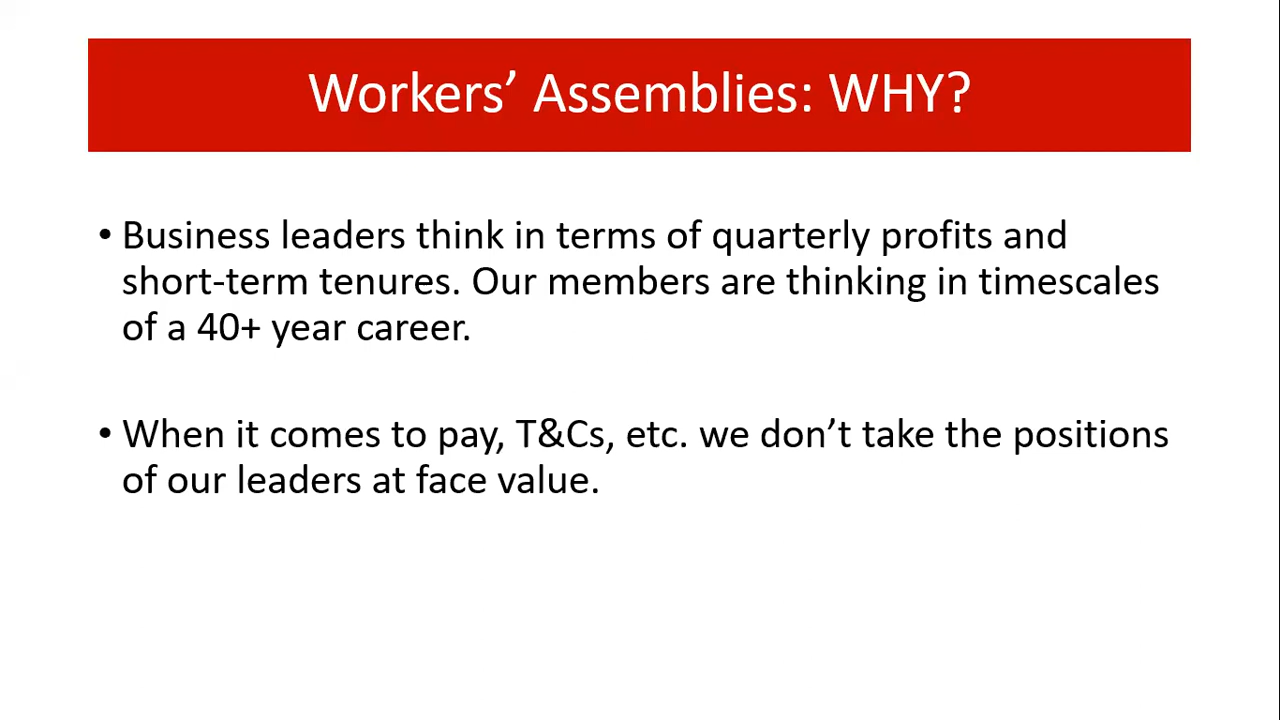 Workers’ Assemblies: WHY?
• Business leaders think in terms of quarterly profits and
short-term tenures. Our members are thinking in timescales
of a 40+ year career.
• When it comes to pay, T&Cs, etc. we don’t take the positions
of our leaders at face value.